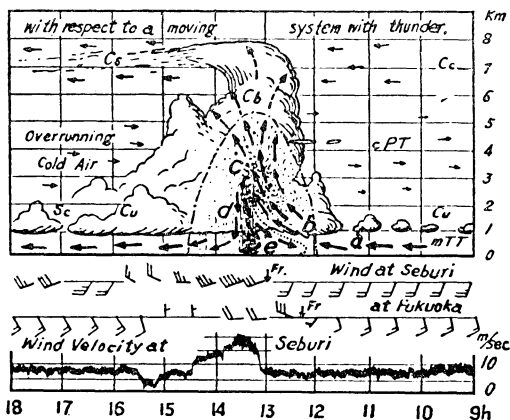 with respect to a moving system with thunder. Km
8
Cs Cc
7
Cb 6
Overrunning 5
Cold Air cPT 4
C 3
Sc Cu d b 2
Cu 1
e a mTT 0
Fr. Wind at Seburi
Fr at Fukuoka
m/Sec
Wind Velocity at Seburi 10
0
18 17 16 15 14 13 12 11 10 9h